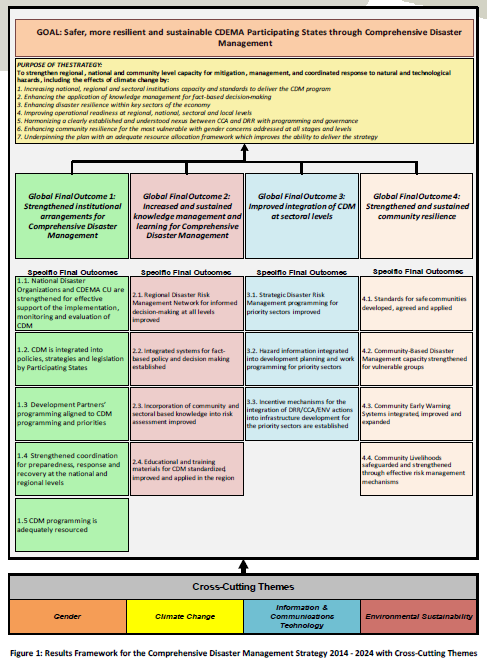 GOAL: Safer, more resilient and sustainable CDEMA Participating States through Comprehensive Disaster
Management
PURPOSE OF THESTRATEGY:
To strengthen regional, national and community level capacity for mitigation, management, and coordinated response to natural and technological
hazards, including the effects of climate change by:
1. Increasing national, regional and sectoral institutions capacity and standards to deliver the CDM program
2. Enhancing the application of knowledge management for fact-based decision-making
3. Enhancing disaster resilience within key sectors of the economy
4. Improving operational readiness at regional, national, sectoral and local levels
5. Harmonizing a clearly established and understood nexus between CCA and DRR with programming and governance
6. Enhancing community resilience for the most vulnerable with gender concerns addressed at all stages and levels
7. Underpinning the plan with an adequate resource allocation framework which improves the ability to deliver the strategy
Global Final Outcome 1:
Strengthened institutional
arrangements for
Comprehensive Disaster
Management
Global Final Outcome 2:
Increased and sustained
knowledge management and
learning for Comprehensive
Disaster Management
Global Final Outcome 3:
Improved integration of CDM
at sectoral levels
Global Final Outcome 4:
Strengthened and sustained
community resilience
Specific Final Outcomes
Specific Final Outcomes
Specific Final Outcomes
Specific Final Outcomes
1.1. National Disaster
Organizations and CDEMA CU are
strengthened for effective
support of the implementation,
monitoring and evaluation of
CDM
2.1. Regional Disaster Risk
Management Network for informed
decision-making at all levels
improved
3.1. Strategic Disaster Risk
Management programming for
priority sectors improved
4.1. Standards for safe communities
developed, agreed and applied
1.2. CDM is integrated into
policies, strategies and legislation
by Participating States
2.2. Integrated systems for fact-
based policy and decision making
established
3.2. Hazard information integrated
into development planning and work
programming for priority sectors
4.2. Community-Based Disaster
Management capacity strengthened
for vulnerable groups
1.3 Development Partners'
programming aligned to CDM
programming and priorities
2.3. Incorporation of community and
sectoral based knowledge into risk
assessment improved
3.3. Incentive mechanisms for the
integration of DRR/CCA/ENV actions
into infrastructure development for
the priority sectors are established
4.3. Community Early Warning
Systems integrated, improved and
expanded
1.4 Strengthened coordination
for preparedness, response and
recovery at the national and
regional levels
2.4. Educational and training
materials for CDM standardized,
improved and applied in the region
4.4. Community Livelihoods
safeguarded and strengthened
through effective risk management
mechanisms
1.5 CDM programming is
adequately resourced
Cross-Cutting Themes
Gender
Climate Change
Information &
Communications
Technology
Environmental Sustainability
Figure 1: Results Framework for the Comprehensive Disaster Management Strategy 2014 - 2024 with Cross-Cutting Themes